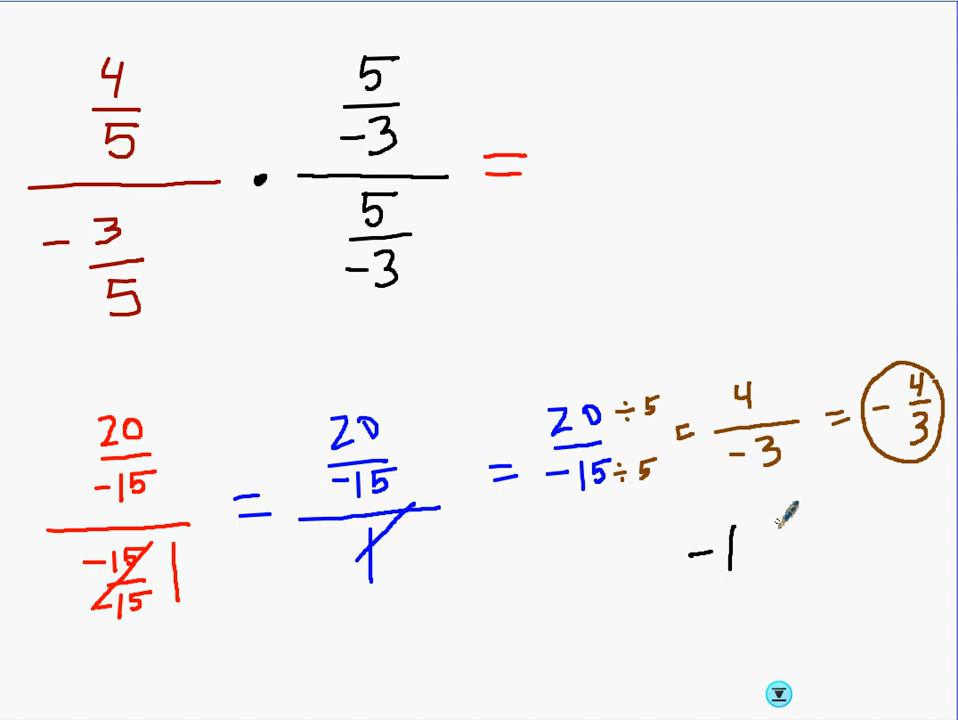 4/5 / -3/5 · 5/-3 / 5/-3 =
20/-15 / -15/-15 1 = 20/-15 / 1 = 20÷5 / -15÷5 = 4/-3 = -4/3
-1